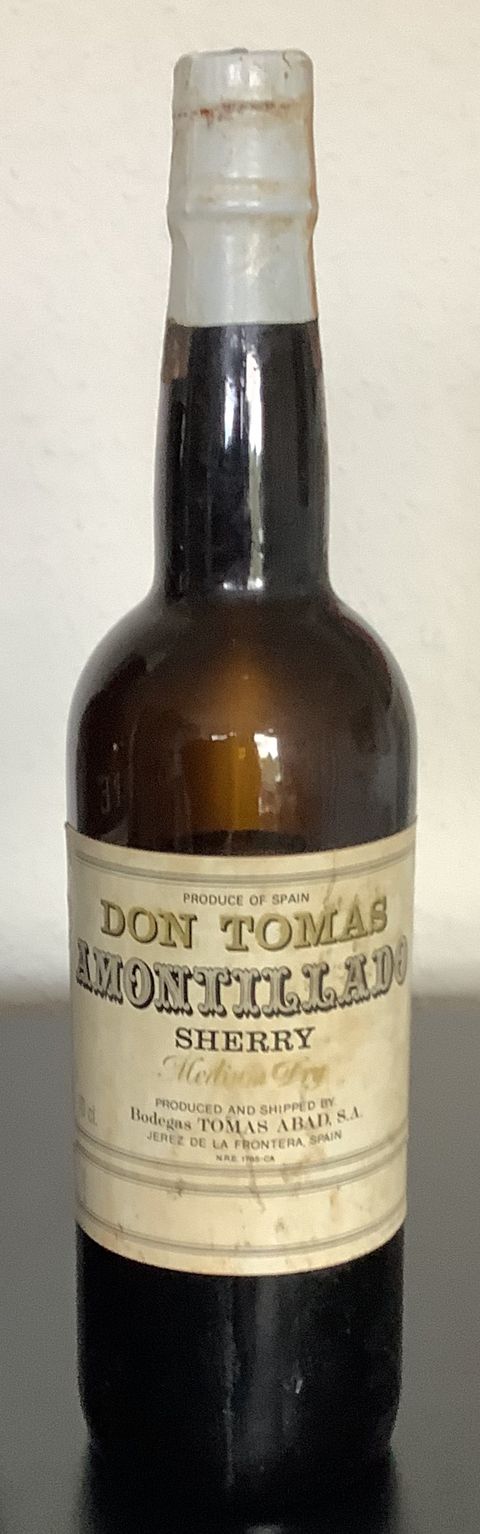 PRODUCE OF SPAIN
DON TOMAS
AMONTILLADO
SHERRY
Medium Dry
PRODUCED AND SHIPPED BY
Bodegas TOMAS ABAD, S.A.
JEREZ DE LA FRONTERA, SPAIN
cl.